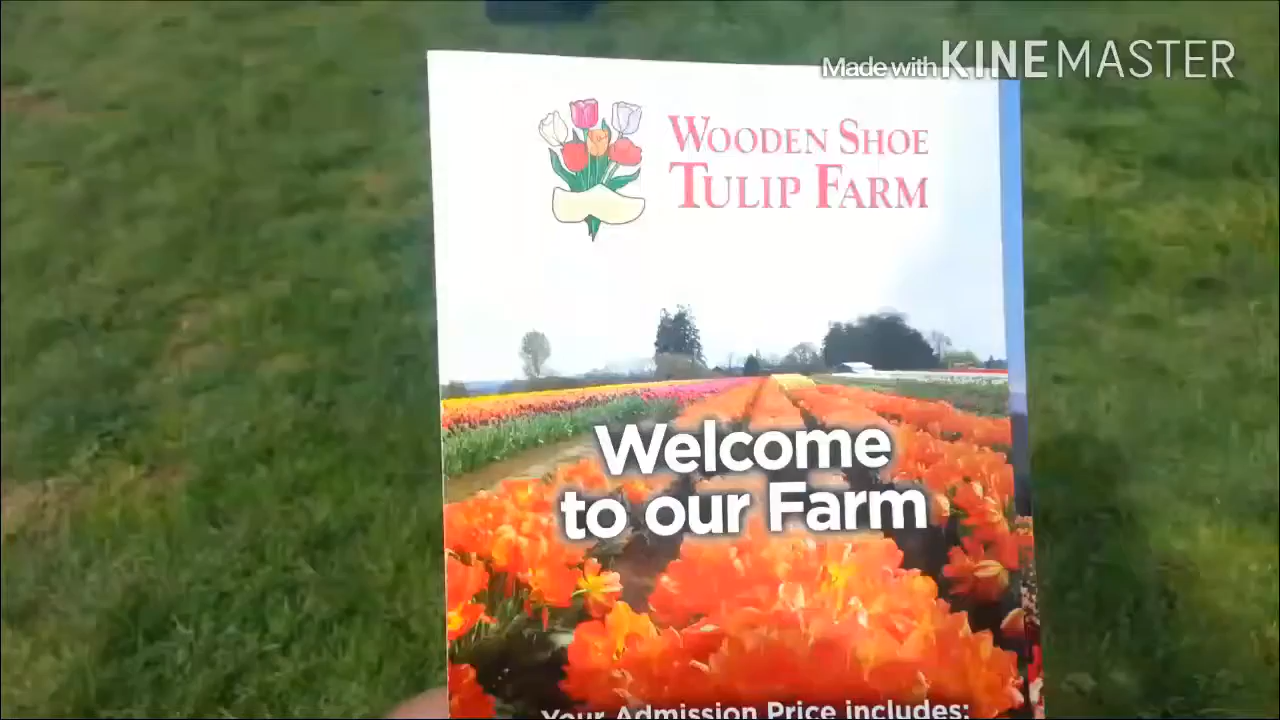 Made with KINEMASTER
WOODEN SHOE
TULIP FARM
Welcome
to our Farm
Your Admission Price includes: